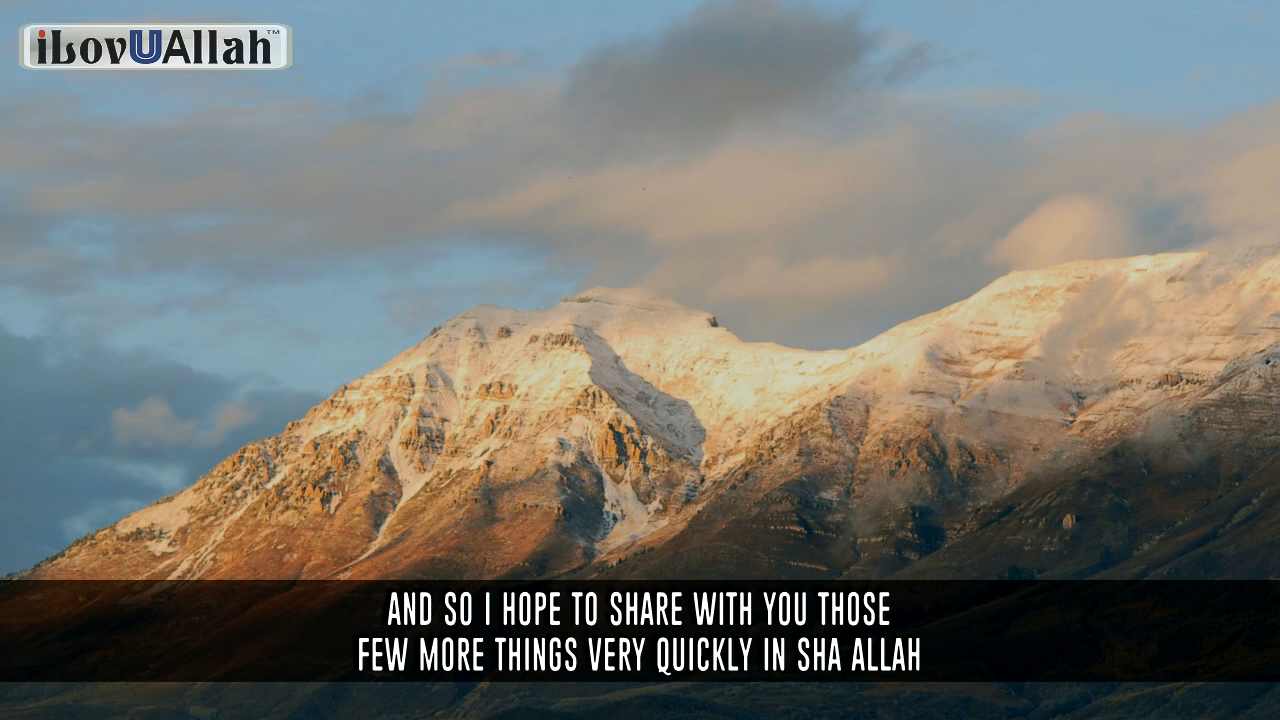 iLovUAllah™
AND SO I HOPE TO SHARE WITH YOU THOSE
FEW MORE THINGS VERY QUICKLY IN SHA ALLAH